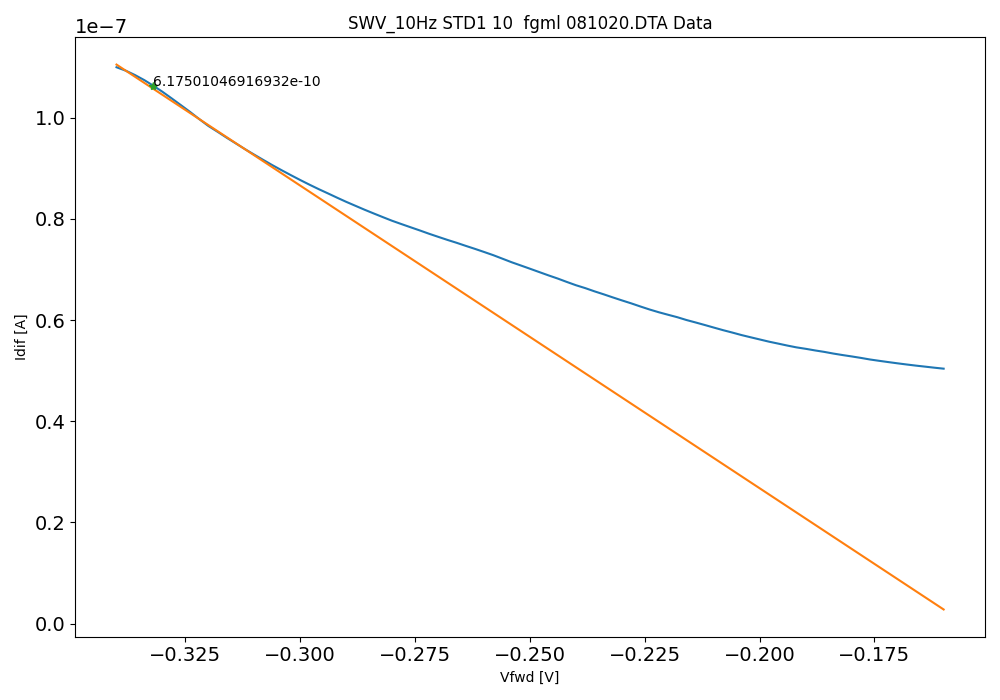 SWV_10Hz STD1 10  fgml 081020.DTA Data
1e−7
6.17501046916932e-10
1.0
0.8
0.6
0.4
0.2
0.0
Idif [A]
−0.325 −0.300 −0.275 −0.250 −0.225 −0.200 −0.175
Vfwd [V]